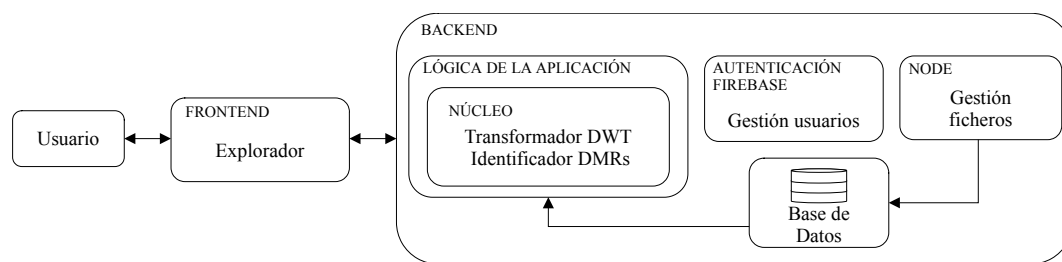 BACKEND
LÓGICA DE LA APLICACIÓN
NÚCLEO
Transformador DWT
Identificador DMRs
AUTENTICACIÓN
FIREBASE
Gestión usuarios
NODE
Gestión
ficheros
FRONTEND
Explorador
Usuario
Base de
Datos